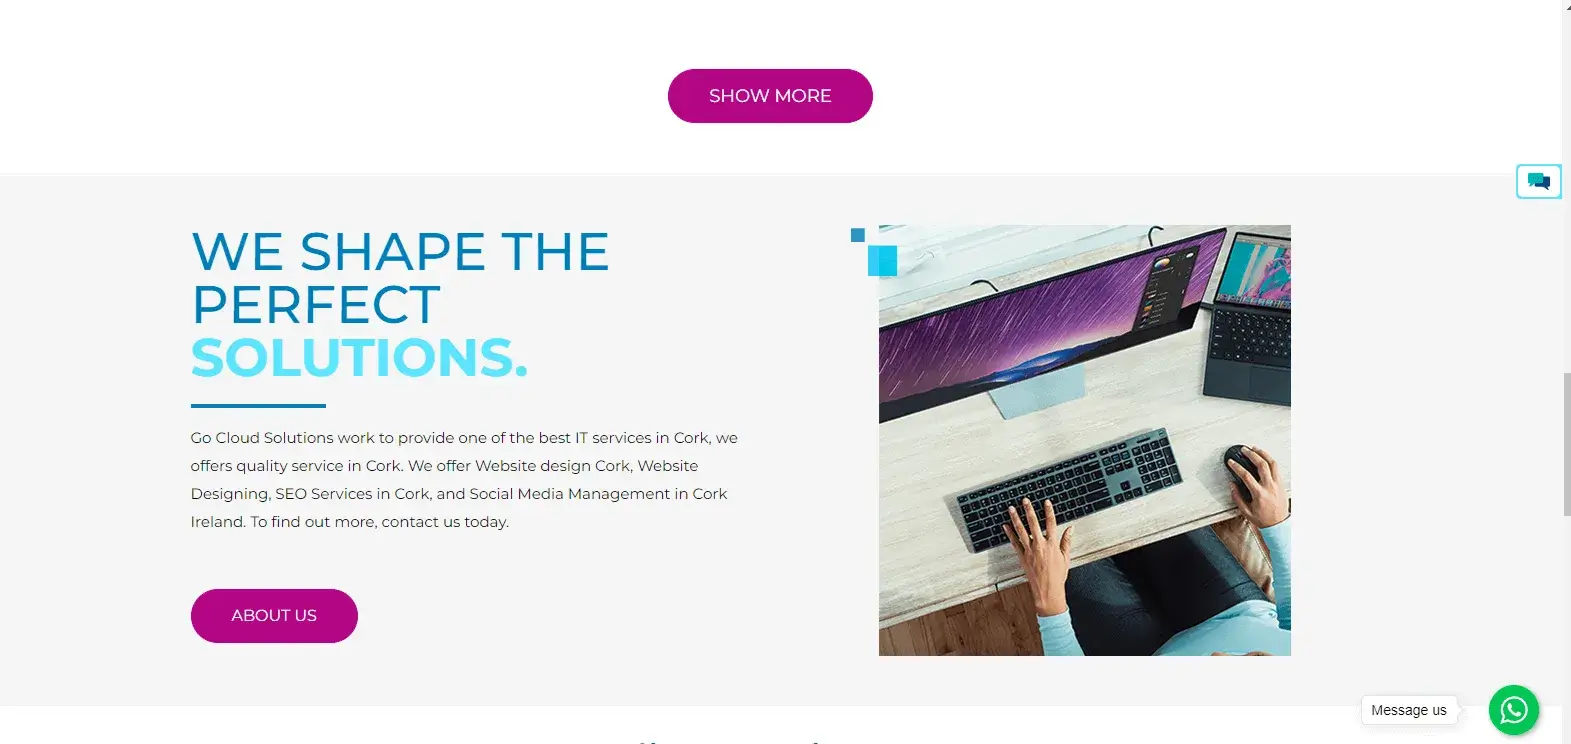 SHOW MORE
WE SHAPE THE
PERFECT
SOLUTIONS.
Go Cloud Solutions work to provide one of the best IT services in Cork, we
offers quality service in Cork. We offer Website design Cork, Website
Designing, SEO Services in Cork, and Social Media Management in Cork
Ireland. To find out more, contact us today.
ABOUT US
Message us